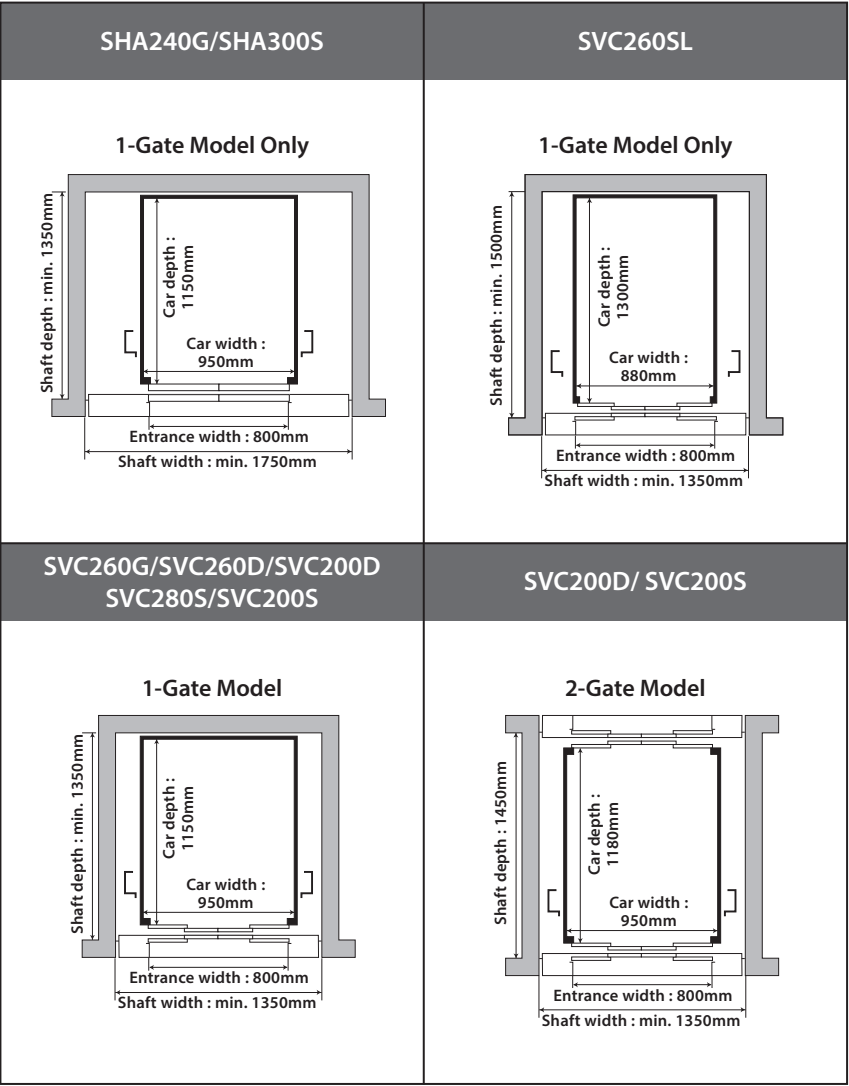 SHA240G/SHA300S
1-Gate Model Only
Shaft depth : min. 1350mm
Car depth :
1150mm
Car width :
950mm
Entrance width : 800mm
Shaft width : min. 1750mm
SVC260SL
1-Gate Model Only
Shaft depth : min. 1500mm
Car depth :
1300mm
Car width :
880mm
Entrance width : 800mm
Shaft width : min. 1350mm
SVC260G/SVC260D/SVC200D
SVC280S/SVC200S
1-Gate Model
Shaft depth : min. 1350mm
Car depth :
1150mm
Car width :
950mm
Entrance width : 800mm
Shaft width : min. 1350mm
SVC200D/ SVC200S
2-Gate Model
Shaft depth : 1450mm
Car depth :
1180mm
Car width :
950mm
Entrance width : 800mm
Shaft width : min. 1350mm